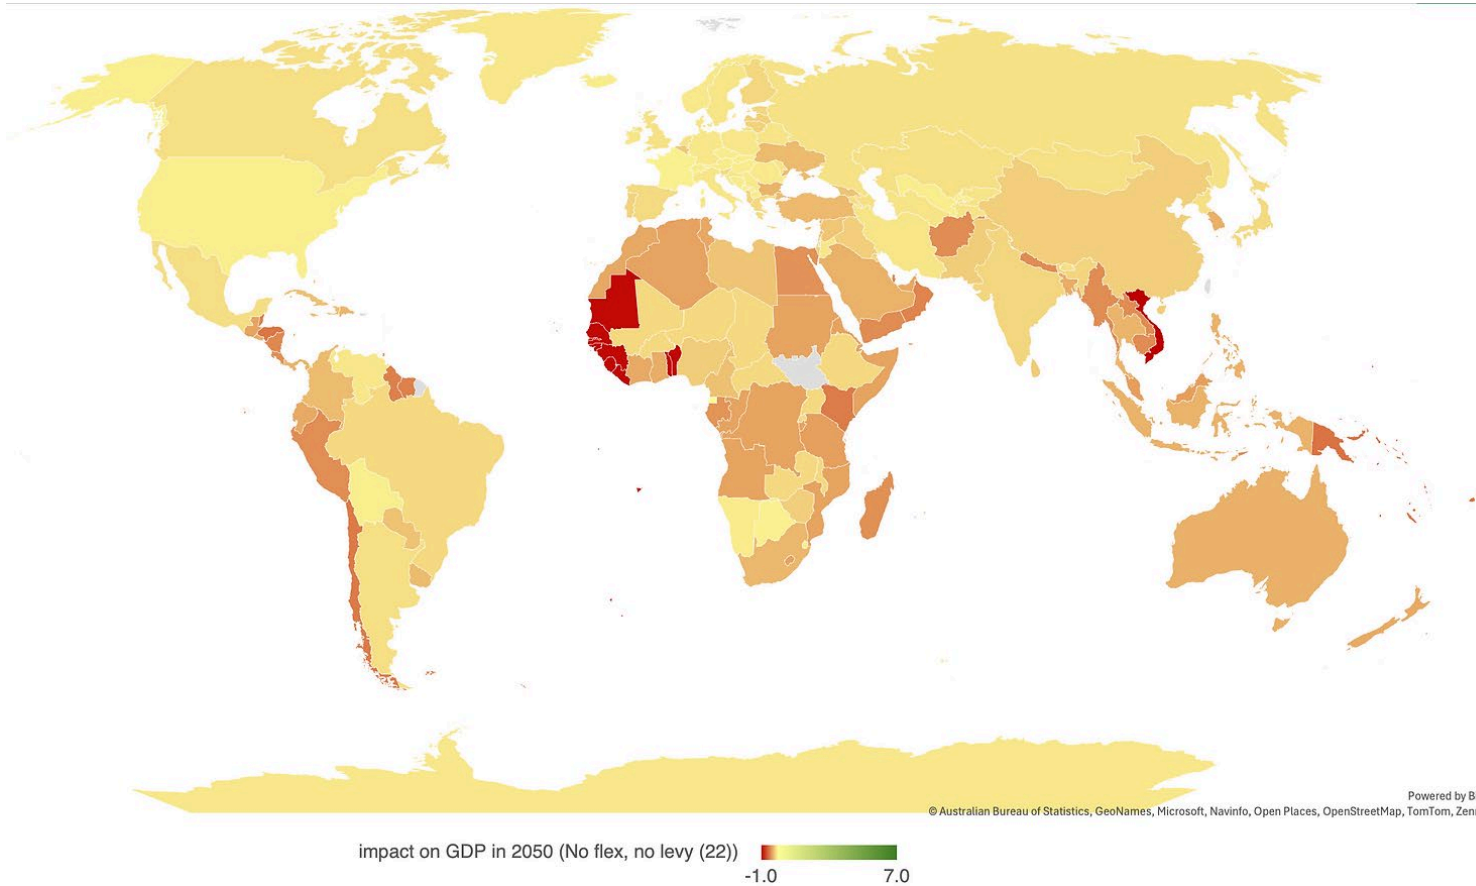 Powered by B
© Australian Bureau of Statistics, GeoNames, Microsoft, Navinfo, Open Places, OpenStreetMap, TomTom, Zen
impact on GDP in 2050 (No flex, no levy (22))
-1.0 7.0